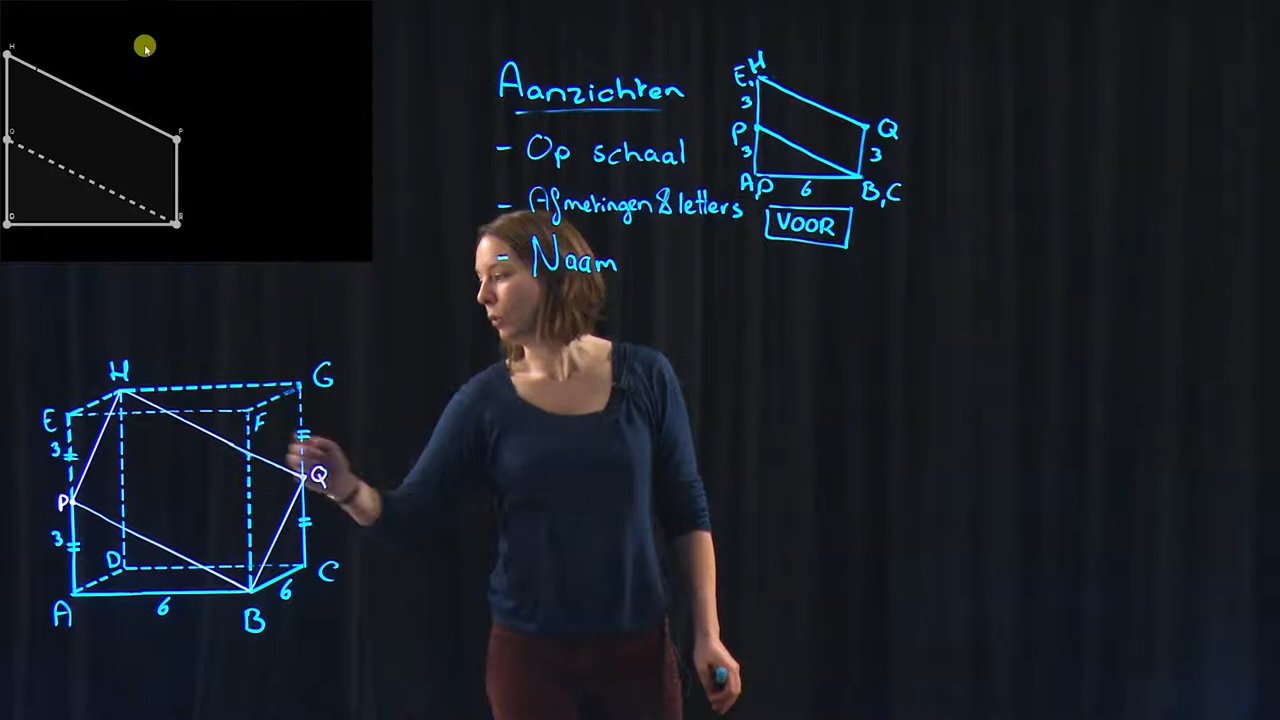 Aanzichten
- Op schaal
- Afmetingen & letters
- Naam
E, H
3
P
3
A, D
6
B, C
3
Q
VOOR
H
P
H
G
E
F
3
P
Q
3
D
C
A
6
B
6